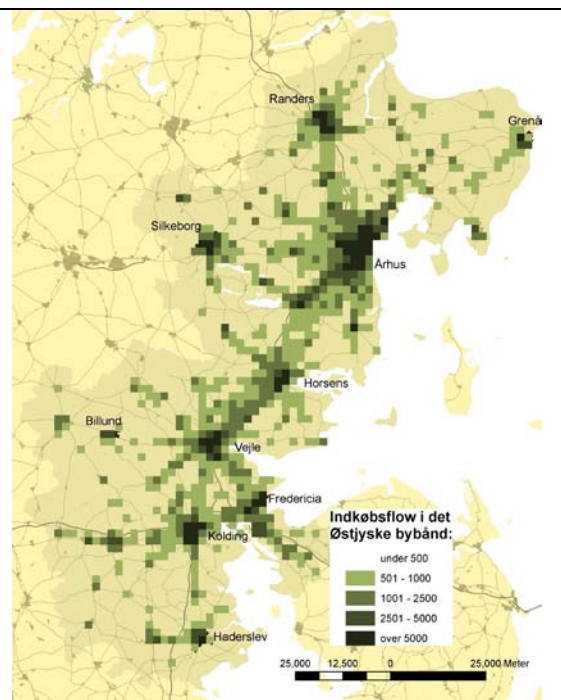 Randers
Grenå
Silkeborg
Århus
Horsens
Billund
Vejle
Fredericia
Kolding
Haderslev
Indkøbsflow i det
Østjyske bybånd:
under 500
501 - 1000
1001 - 2500
2501 - 5000
over 5000
25,000 12,500 0 25,000 Meter